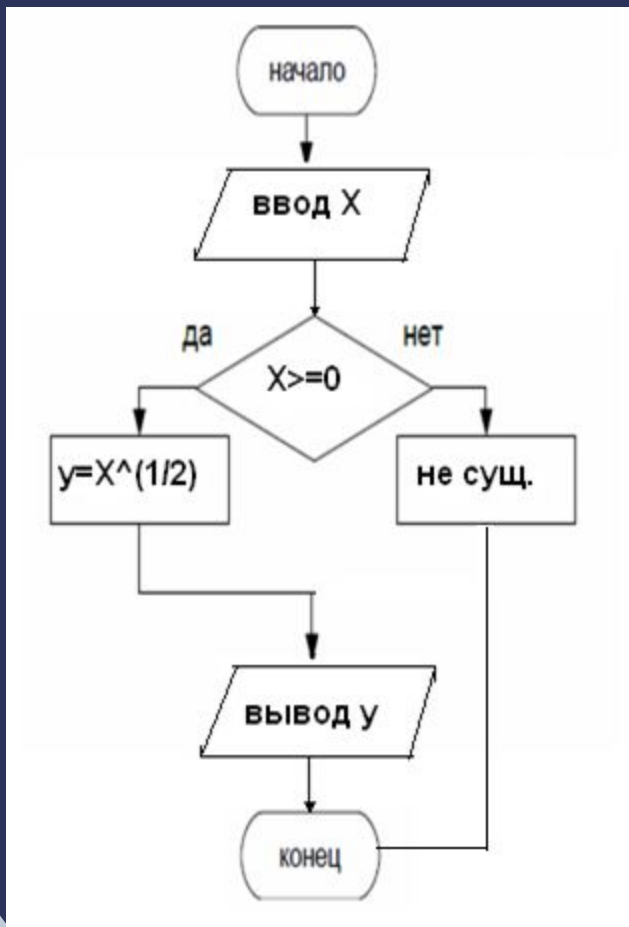 начало
ввод X
да
нет
X>=0
y=X^(1/2)
не сущ.
вывод y
конец